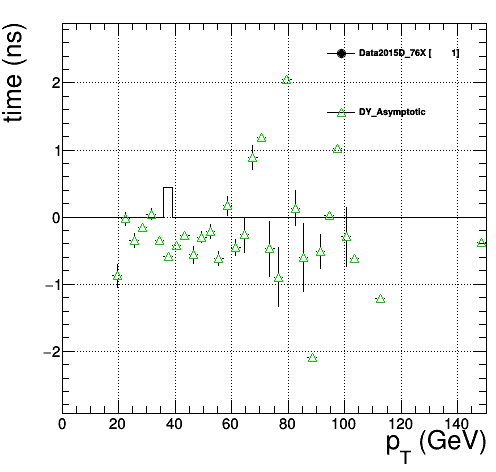 time (ns)
Data2015D_76X [ 1]
DY_Asymptotic
2
1
0
−1
−2
0 20 40 60 80 100 120 140
p_T (GeV)